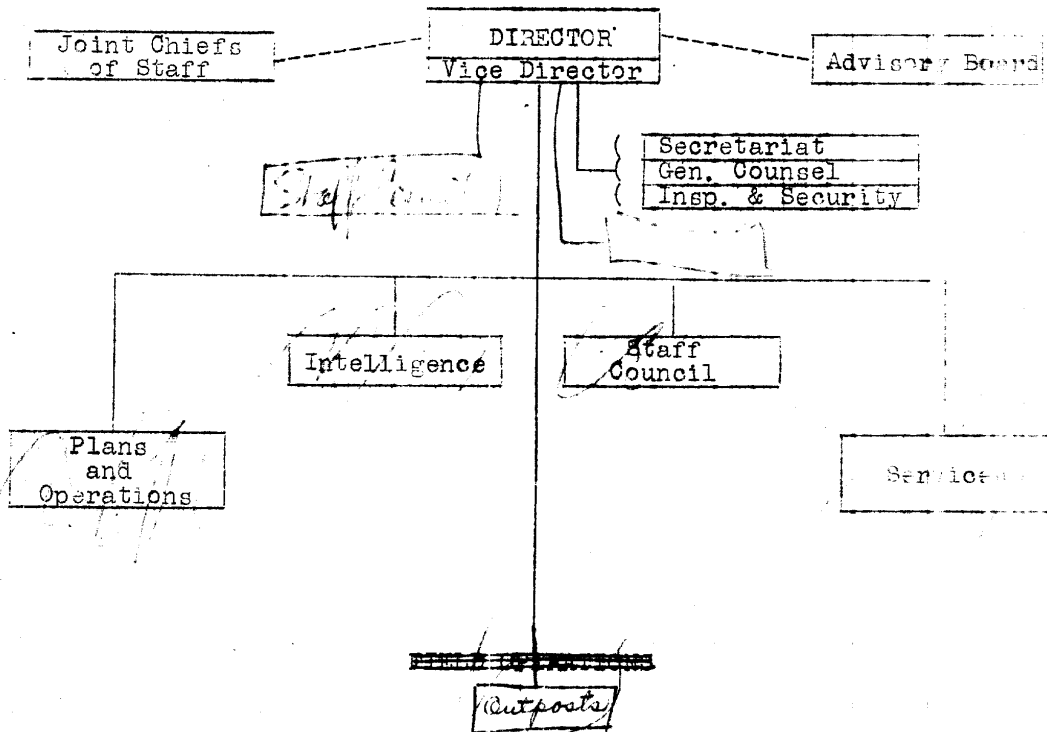 Joint Chiefs
of Staff
DIRECTOR
Vice Director
Advisory Board
Secretariat
Gen. Counsel
Insp. & Security
Staff
Intelligence
Staff
Council
Plans
and
Operations
Services
Outposts